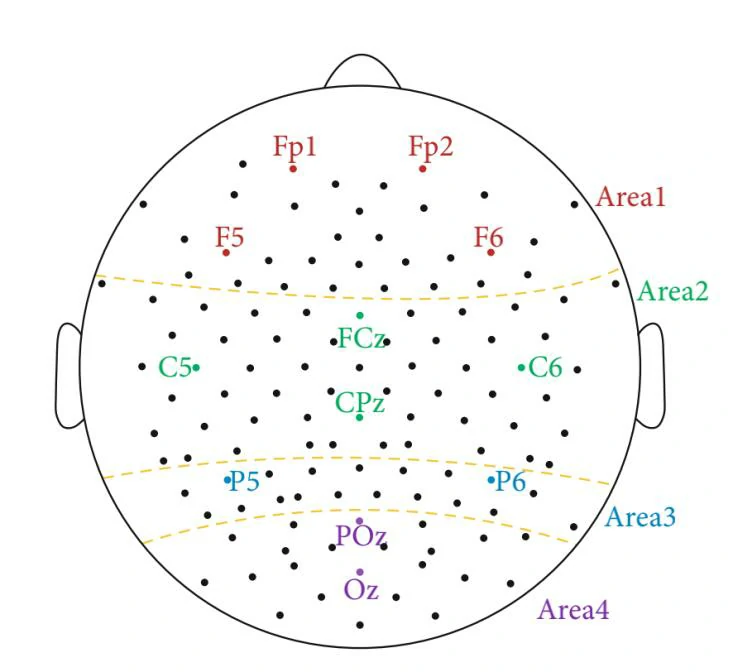 Fp1 Fp2
Area1
F5 F6
Area2
FCz
C5 C6
CPz
P5 P6
Area3
POz
Oz
Area4